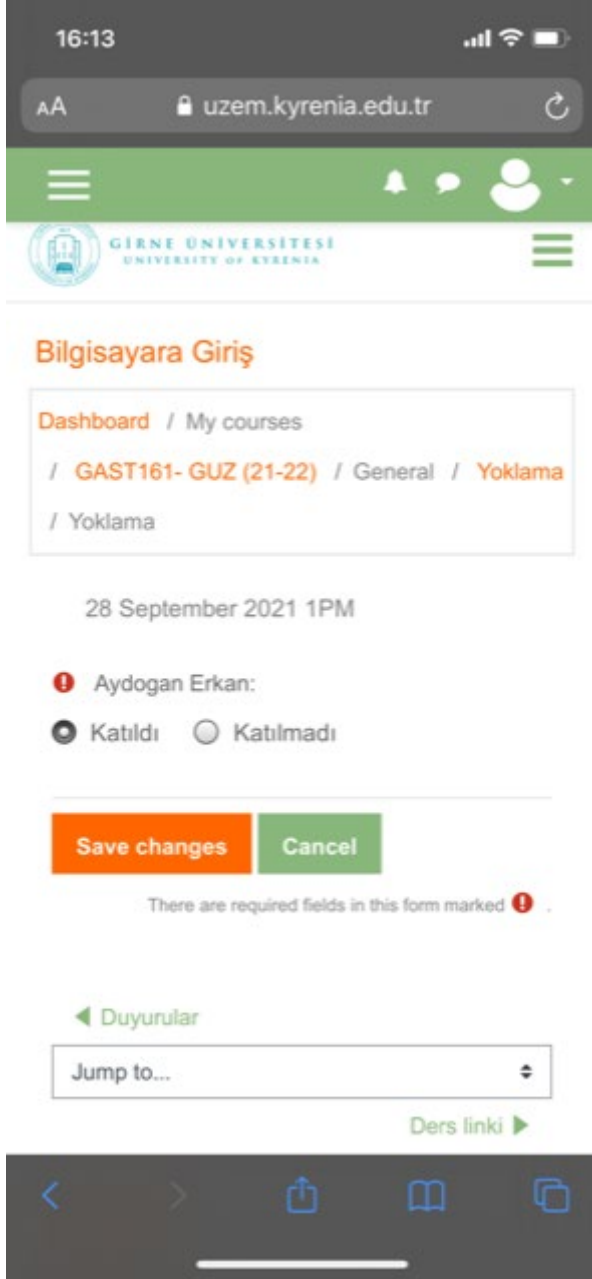 16:13
AA uzem.kyrenia.edu.tr
GİRNE ÜNİVERSİTESİ
UNIVERSITY OF KYRENIA
Bilgisayara Giriş
Dashboard / My courses
/ GAST161- GUZ (21-22) / General / Yoklama
/ Yoklama
28 September 2021 1PM
Aydogan Erkan:
Katıldı Katılmadı
Save changes Cancel
There are required fields in this form marked .
Duyurular
Jump to...
Ders linki